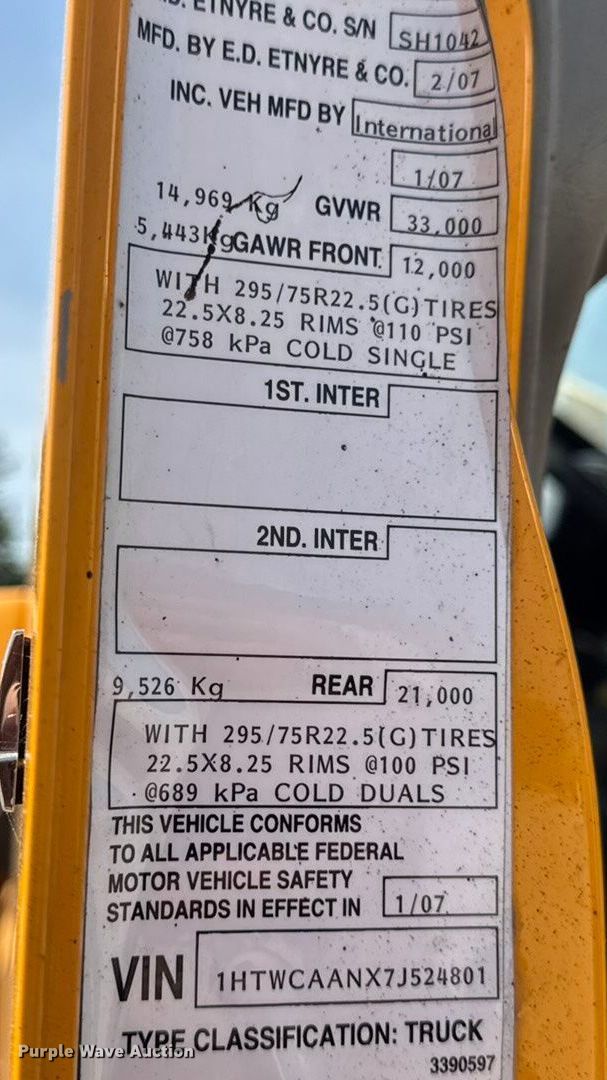 ETNYRE & CO. S/N SH1042
MFD. BY E.D. ETNYRE & CO. 2/07
INC. VEH MFD BY International
1/07
14,969 Kg GVWR 33,000
5,443Kg GAWR FRONT 12,000
WITH 295/75R22.5(G)TIRES
22.5X8.25 RIMS @110 PSI
@758 kPa COLD SINGLE
1ST. INTER
2ND. INTER
9,526 Kg REAR 21,000
WITH 295/75R22.5(G)TIRES
22.5X8.25 RIMS @100 PSI
@689 kPa COLD DUALS
THIS VEHICLE CONFORMS
TO ALL APPLICABLE FEDERAL
MOTOR VEHICLE SAFETY
STANDARDS IN EFFECT IN 1/07
VIN 1HTWCAANX7J524801
TYPE CLASSIFICATION: TRUCK
3390597
Purple Wave Auction